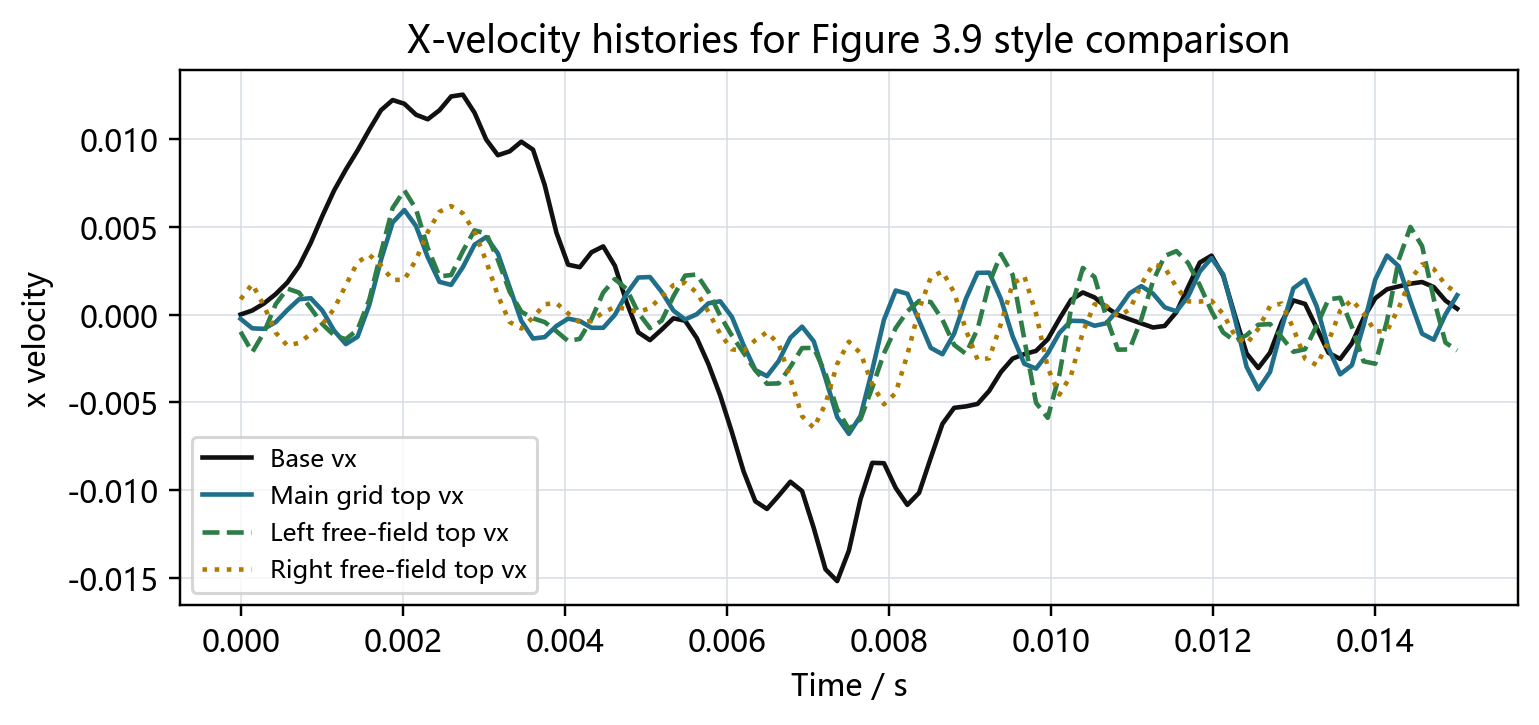 X-velocity histories for Figure 3.9 style comparison
0.010
0.005
0.000
-0.005
-0.010
-0.015
x velocity
Base vx
Main grid top vx
Left free-field top vx
Right free-field top vx
0.000 0.002 0.004 0.006 0.008 0.010 0.012 0.014
Time / s